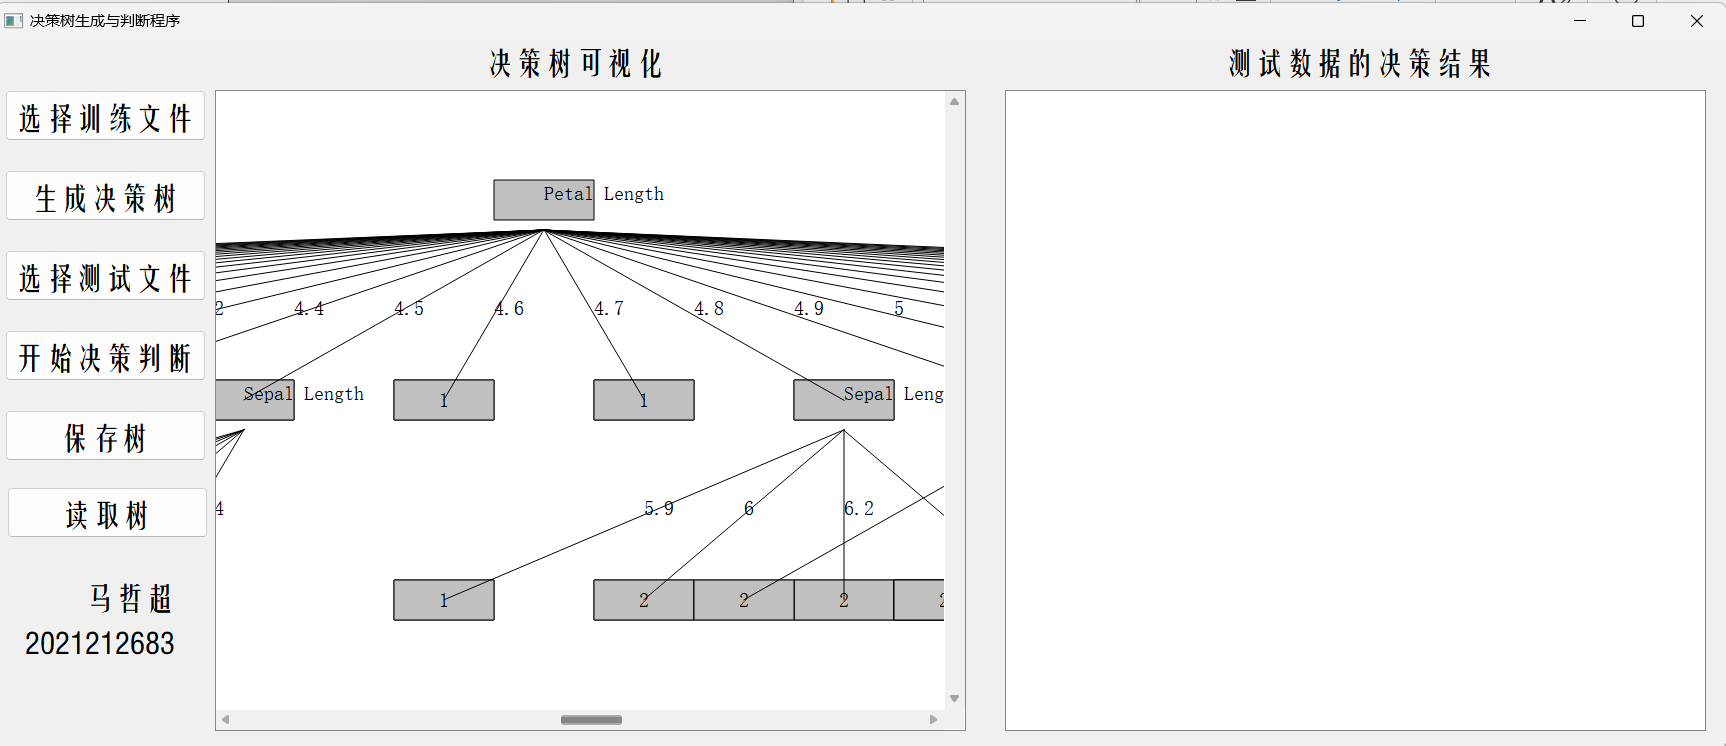 决策树生成与判断程序
决策树可视化
测试数据的决策结果
选择训练文件
生成决策树
选择测试文件
开始决策判断
保存树
读取树
马哲超
2021212683
Petal Length
2 4.4 4.5 4.6 4.7 4.8 4.9 5
Sepal Length 1 1 Sepal Leng
4 5.9 6 6.2
1 2 2 2 2